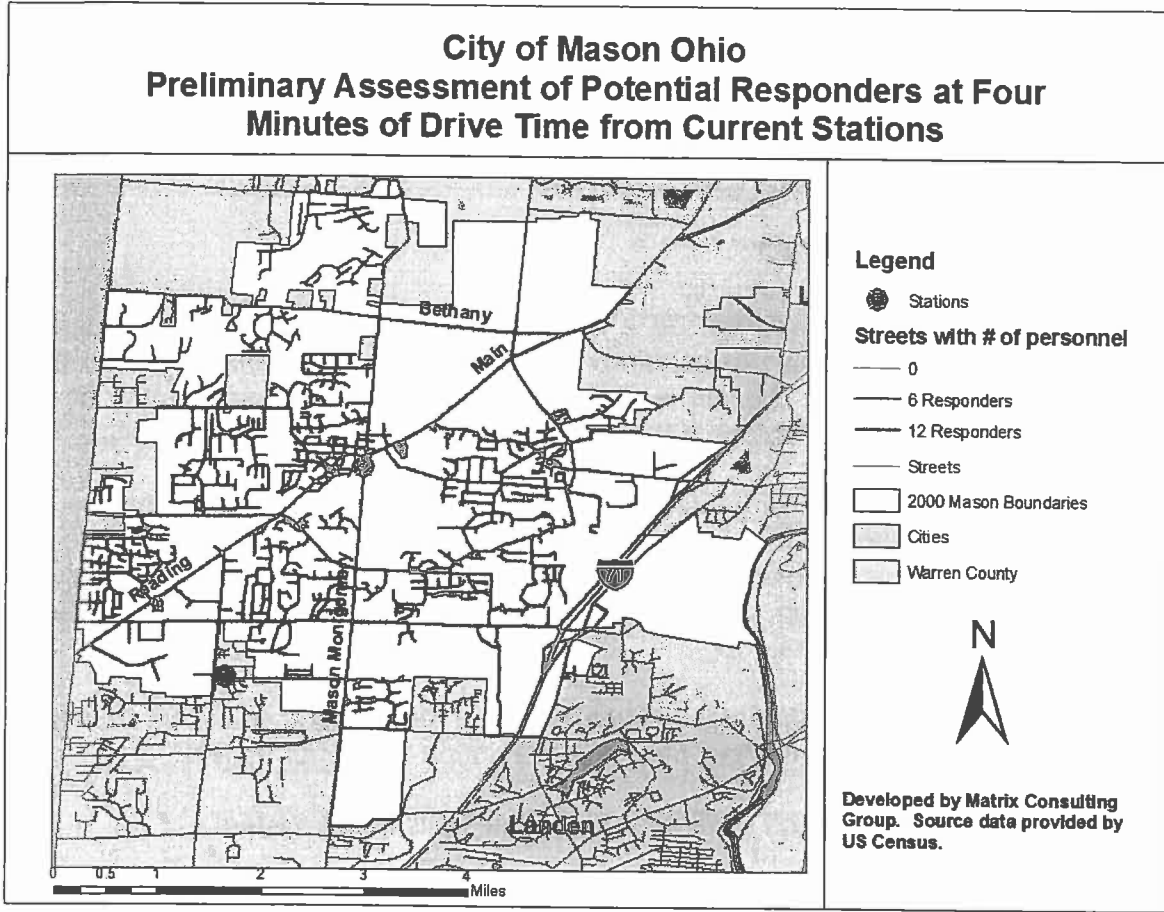 City of Mason Ohio
Preliminary Assessment of Potential Responders at Four
Minutes of Drive Time from Current Stations
Bethany
Main
Reading
Mason Montgomery
71
Landen
0 0.5 1 2 3 4
Miles
Legend
Stations
Streets with # of personnel
0
6 Responders
12 Responders
Streets
2000 Mason Boundaries
Cities
Warren County
N
Developed by Matrix Consulting
Group. Source data provided by
US Census.